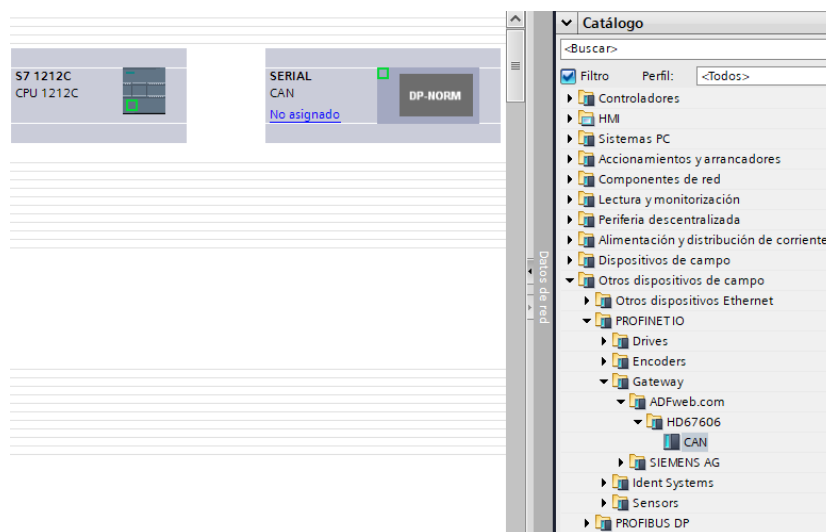 S7 1212C
CPU 1212C
SERIAL
CAN
No asignado
DP-NORM
Datos de red
Catálogo
<Buscar>
Filtro Perfil: <Todos>
Controladores
HMI
Sistemas PC
Accionamientos y arrancadores
Componentes de red
Lectura y monitorización
Periferia descentralizada
Alimentación y distribución de corriente
Dispositivos de campo
Otros dispositivos de campo
Otros dispositivos Ethernet
PROFINET IO
Drives
Encoders
Gateway
ADFweb.com
HD67606
CAN
SIEMENS AG
Ident Systems
Sensors
PROFIBUS DP